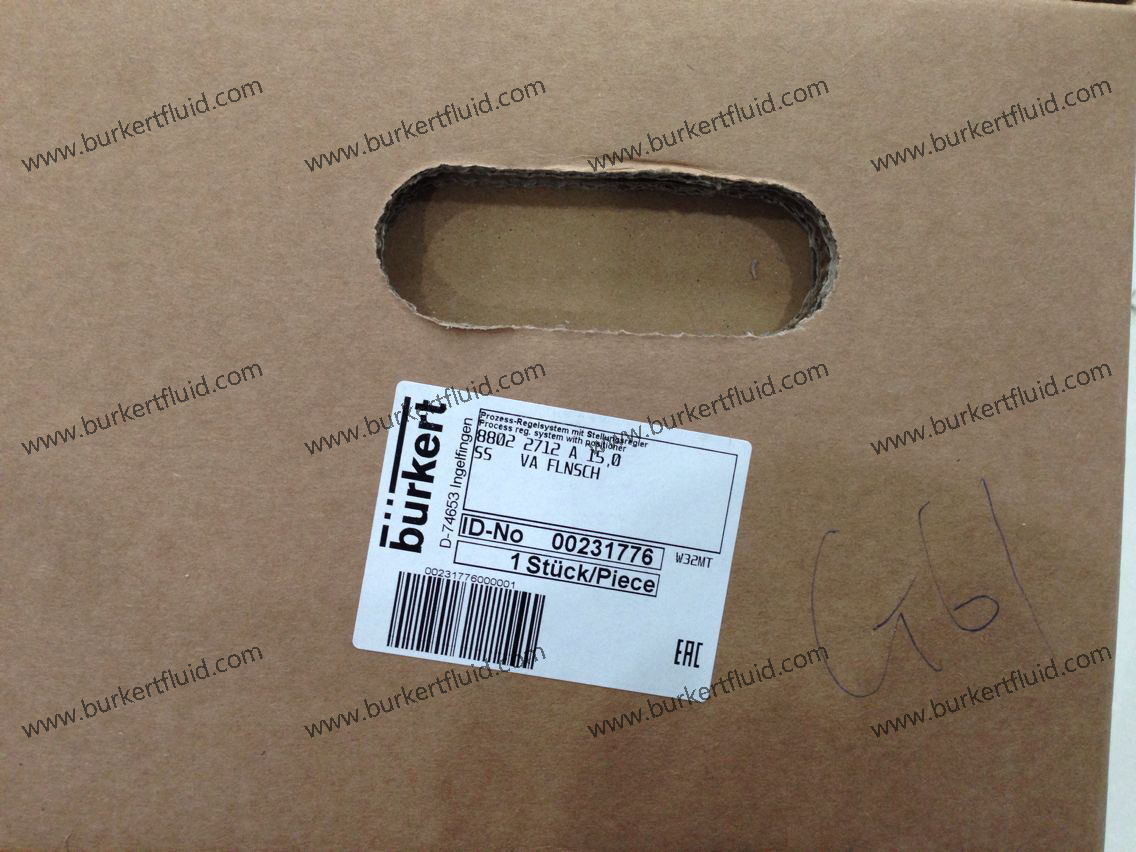 www.burkertfluid.com www.burkertfluid.com www.burkertfluid.com www.burkertfluid.com
www.burkertfluid.com www.burkertfluid.com www.burkertfluid.com www.burkertfluid.com
burkert
D-74653 Ingelfingen
Prozess-Regelsystem mit Stellungsregler
Process reg. system with positioner
8802 2712 A 15,0
SS VA FLNSCH
ID-No 00231776
W32MT
1 Stück/Piece
00231776000001
EAC
G61
www.burkertfluid.com www.burkertfluid.com www.burkertfluid.com www.burkertfluid.com